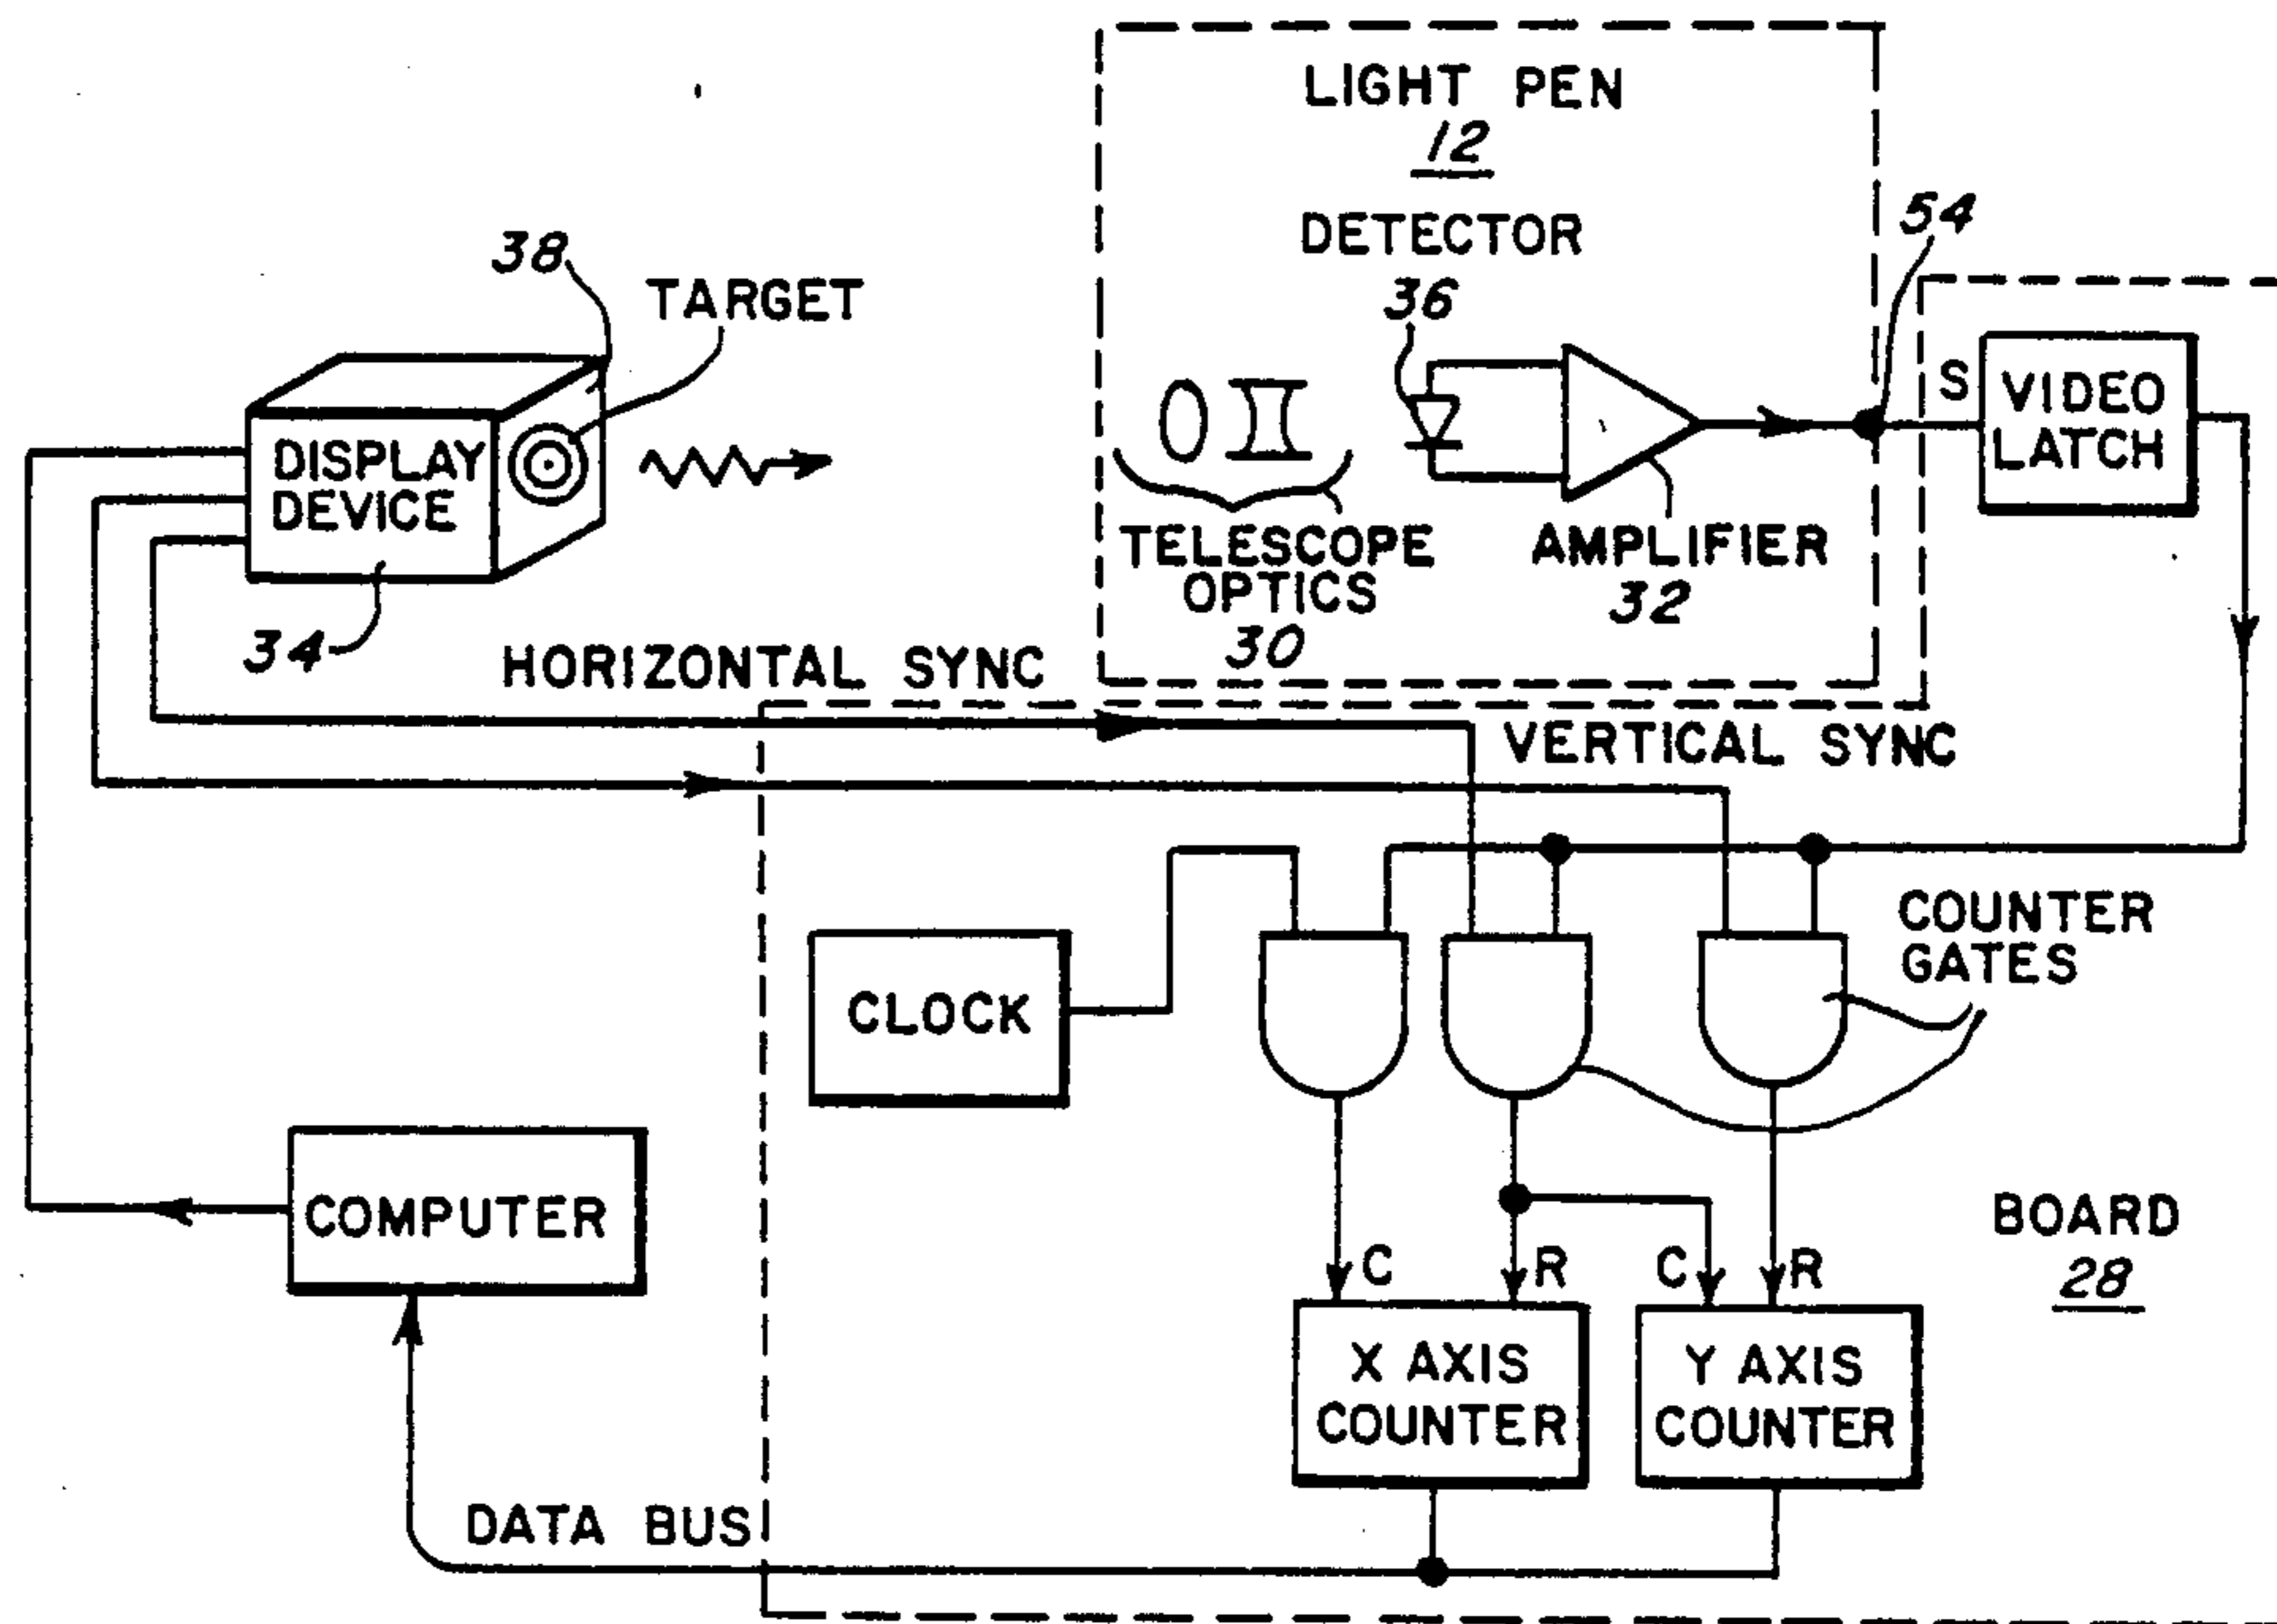 LIGHT PEN
12
DETECTOR
36
54
38
TARGET
S
VIDEO
LATCH
DISPLAY
DEVICE
TELESCOPE
OPTICS
30
AMPLIFIER
32
34
HORIZONTAL SYNC
VERTICAL SYNC
COUNTER
GATES
CLOCK
COMPUTER
BOARD
28
C
R
C
R
X AXIS
COUNTER
Y AXIS
COUNTER
DATA BUS